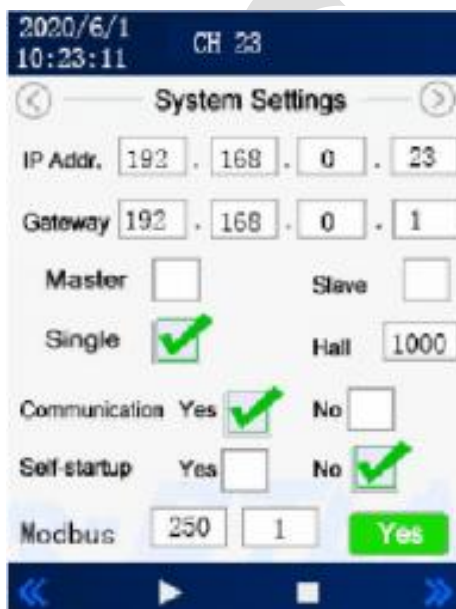 2020/6/1
10:23:11
CH 23
System Settings
IP Addr. 192 . 168 . 0 . 23
Gateway 192 . 168 . 0 . 1
Master Slave
Single Hall 1000
Communication Yes No
Self-startup Yes No
Modbus 250 1 Yes